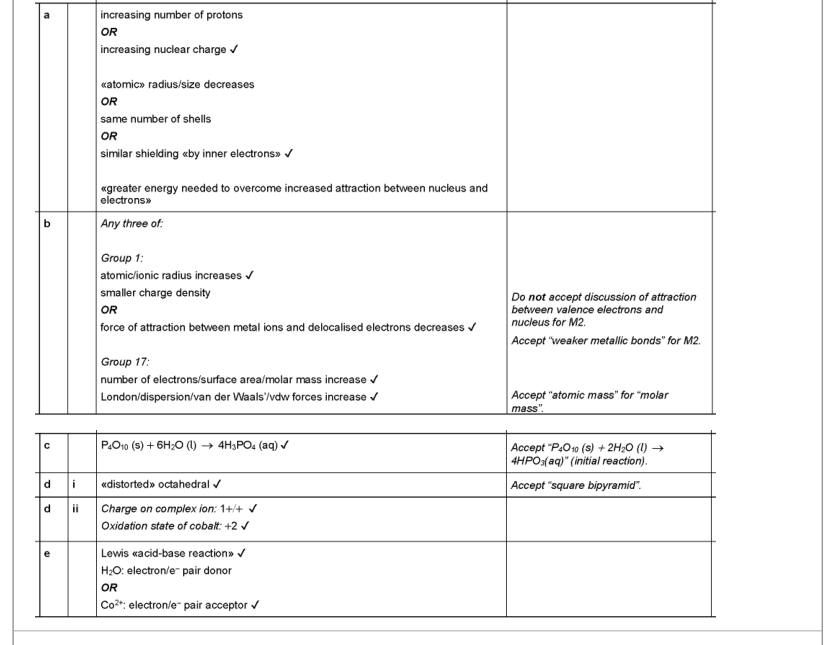 a
increasing number of protons
OR
increasing nuclear charge ✓
«atomic» radius/size decreases
OR
same number of shells
OR
similar shielding «by inner electrons» ✓
«greater energy needed to overcome increased attraction between nucleus and
electrons»
b
Any three of:
Group 1:
atomic/ionic radius increases ✓
smaller charge density
OR
force of attraction between metal ions and delocalised electrons decreases ✓
Do not accept discussion of attraction
between valence electrons and
nucleus for M2.
Accept "weaker metallic bonds" for M2.
Group 17:
number of electrons/surface area/molar mass increase ✓
London/dispersion/van der Waals'/vdw forces increase ✓
Accept "atomic mass" for "molar
mass".
c
P₄O₁₀ (s) + 6H₂O (l) → 4H₃PO₄ (aq) ✓
Accept "P₄O₁₀ (s) + 2H₂O (l) →
4HPO₃(aq)" (initial reaction).
d i
«distorted» octahedral ✓
Accept "square bipyramid".
d ii
Charge on complex ion: 1+/+ ✓
Oxidation state of cobalt: +2 ✓
e
Lewis «acid-base reaction» ✓
H₂O: electron/e⁻ pair donor
OR
Co²⁺: electron/e⁻ pair acceptor ✓